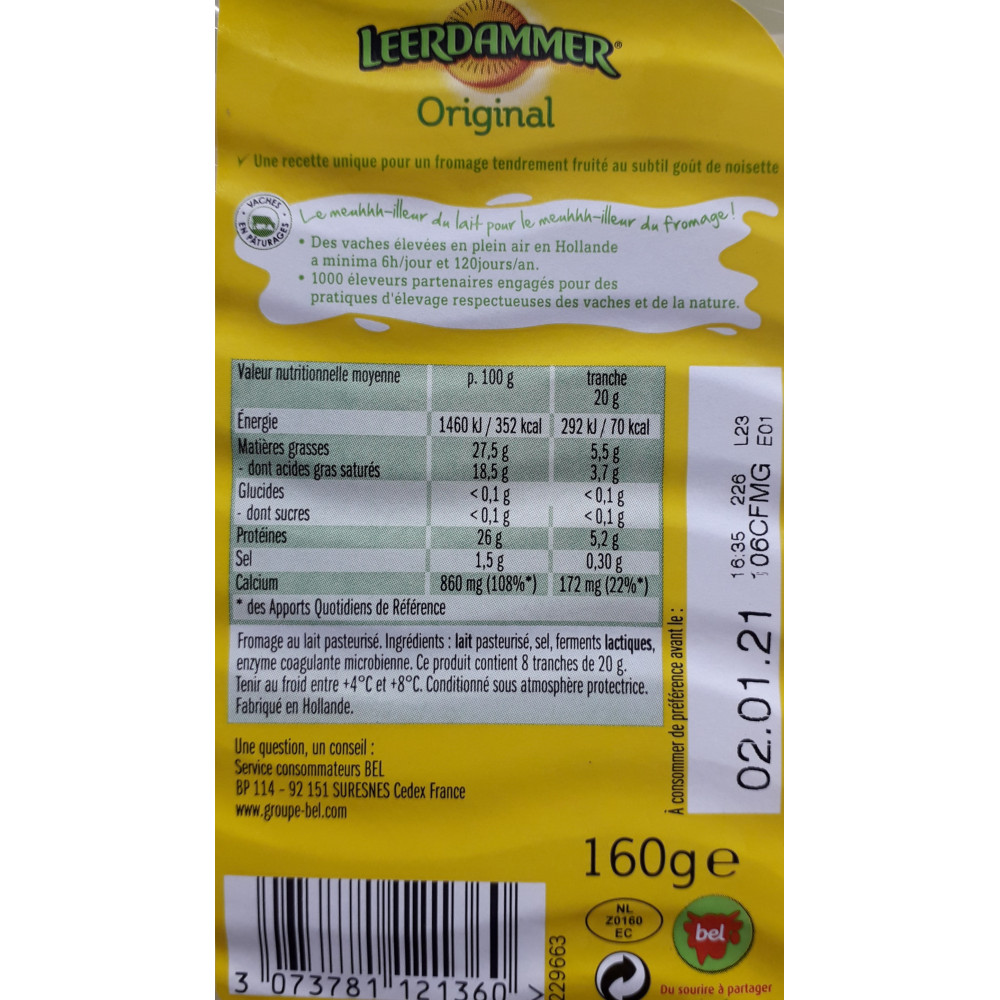 LEERDAMMER®
Original
✓ Une recette unique pour un fromage tendrement fruité au subtil goût de noisette
VACHES EN PÂTURAGES
Le meuhhh-illeur du lait pour le meuhhh-illeur du fromage !
• Des vaches élevées en plein air en Hollande
a minima 6h/jour et 120jours/an.
• 1000 éleveurs partenaires engagés pour des
pratiques d'élevage respectueuses des vaches et de la nature.
Valeur nutritionnelle moyenne p. 100 g tranche
20 g
Énergie 1460 kJ / 352 kcal 292 kJ / 70 kcal
Matières grasses 27,5 g 5,5 g
- dont acides gras saturés 18,5 g 3,7 g
Glucides < 0,1 g < 0,1 g
- dont sucres < 0,1 g < 0,1 g
Protéines 26 g 5,2 g
Sel 1,5 g 0,30 g
Calcium 860 mg (108%*) 172 mg (22%*)
* des Apports Quotidiens de Référence
Fromage au lait pasteurisé. Ingrédients : lait pasteurisé, sel, ferments lactiques,
enzyme coagulante microbienne. Ce produit contient 8 tranches de 20 g.
Tenir au froid entre +4°C et +8°C. Conditionné sous atmosphère protectrice.
Fabriqué en Hollande.
À consommer de préférence avant le :
02.01.21
16:35 226 L23
106CFMG E01
Une question, un conseil :
Service consommateurs BEL
BP 114 - 92 151 SURESNES Cedex France
www.groupe-bel.com
160g e
NL
Z0160
EC
bel
Du sourire à partager
229663
3 073781 121360 >